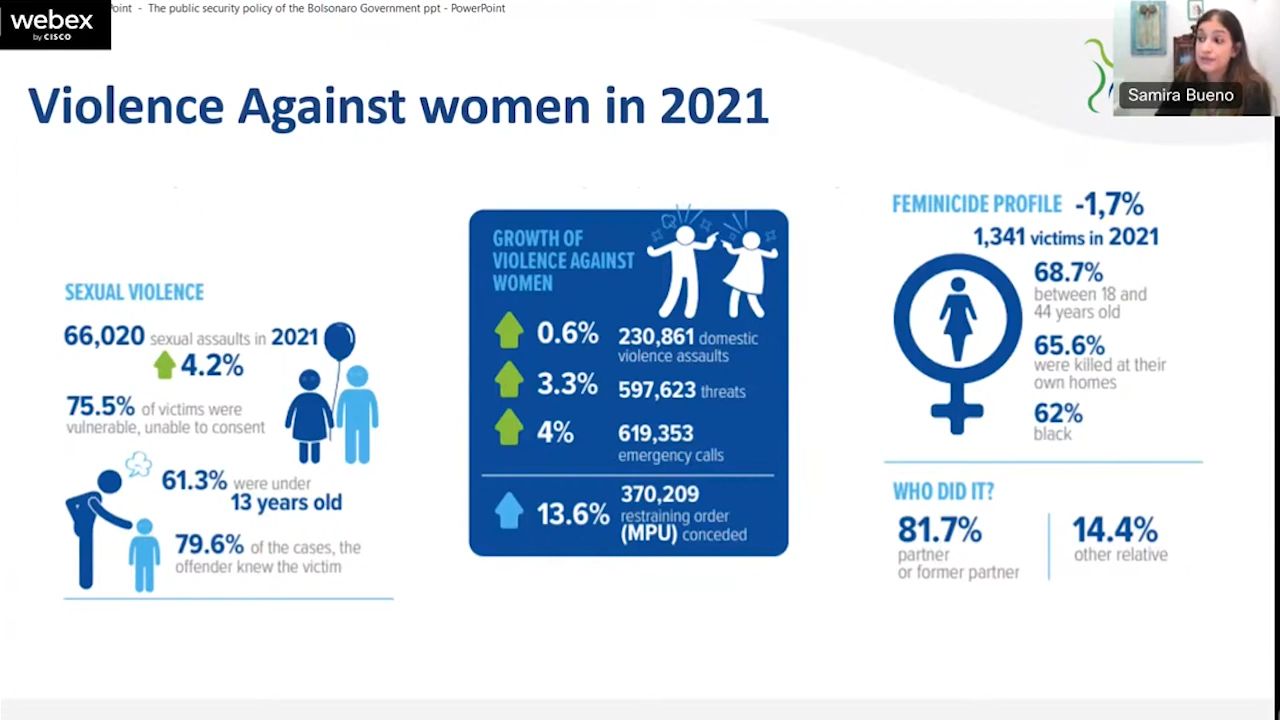 Point - The public security policy of the Bolsonaro Government ppt - PowerPoint
webex
by CISCO
Samira Bueno
Violence Against women in 2021
SEXUAL VIOLENCE
66,020 sexual assaults in 2021
4.2%
75.5% of victims were
vulnerable, unable to consent
61.3% were under
13 years old
79.6% of the cases, the
offender knew the victim
GROWTH OF
VIOLENCE AGAINST
WOMEN
0.6% 230,861 domestic
violence assaults
3.3% 597,623 threats
4% 619,353
emergency calls
13.6% 370,209
restraining order
(MPU) conceded
FEMINICIDE PROFILE -1,7%
1,341 victims in 2021
68.7%
between 18 and
44 years old
65.6%
were killed at their
own homes
62%
black
WHO DID IT?
81.7%
partner
or former partner
14.4%
other relative